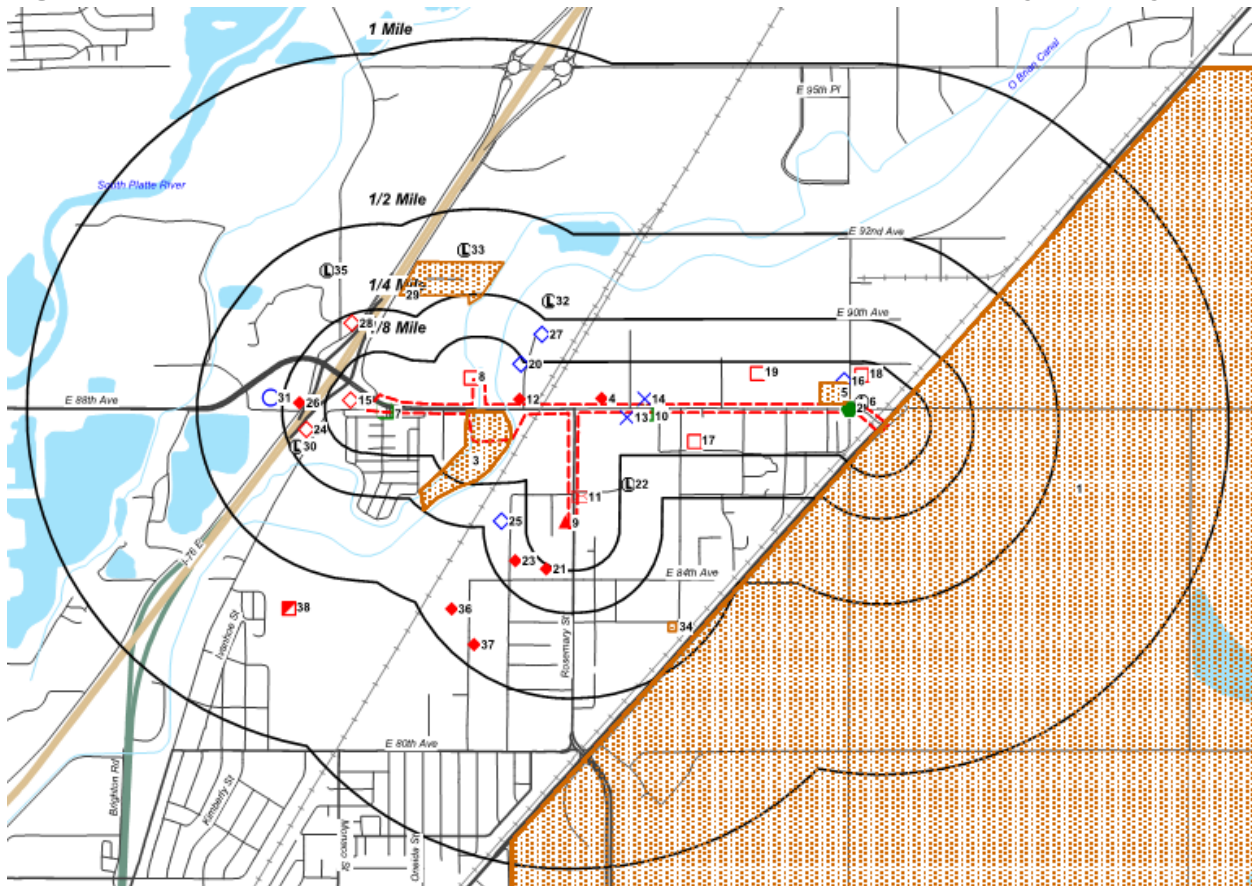 1 Mile
O Brian Canal
E 95th Pl
South Platte River
1/2 Mile
E 92nd Ave
L 33
L 35
1/4 Mile
29
L 32
E 90th Ave
28
1/8 Mile
27
20
19
18
16
8
5
E 88th Ave
31
26
15
7
12
4
14
13
10
2
6
24
L 30
3
17
11
L 22
1
25
9
I-76 E
23
21
E 84th Ave
38
36
34
37
Ivanhoe St
Rosemary St
E 80th Ave
Brighton Rd
Kimberly St
Monaco St
Oneida St